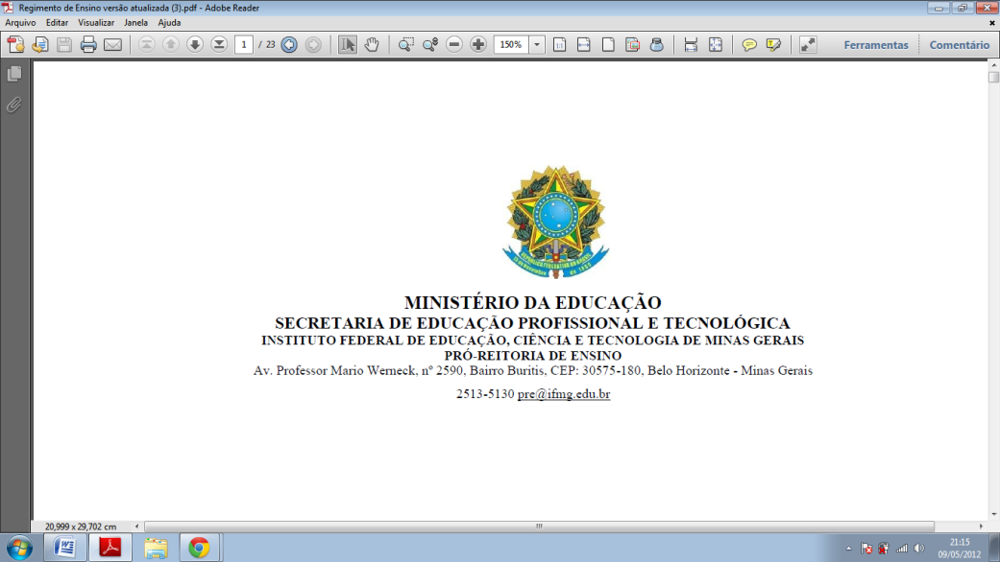 Regimento de Ensino versão atualizada (3).pdf - Adobe Reader
Arquivo Editar Visualizar Janela Ajuda
1 / 23 150% Ferramentas Comentário
MINISTÉRIO DA EDUCAÇÃO
SECRETARIA DE EDUCAÇÃO PROFISSIONAL E TECNOLÓGICA
INSTITUTO FEDERAL DE EDUCAÇÃO, CIÊNCIA E TECNOLOGIA DE MINAS GERAIS
PRÓ-REITORIA DE ENSINO
Av. Professor Mario Werneck, nº 2590, Bairro Buritis, CEP: 30575-180, Belo Horizonte - Minas Gerais
2513-5130 pre@ifmg.edu.br
20,999 x 29,702 cm
21:15
09/05/2012